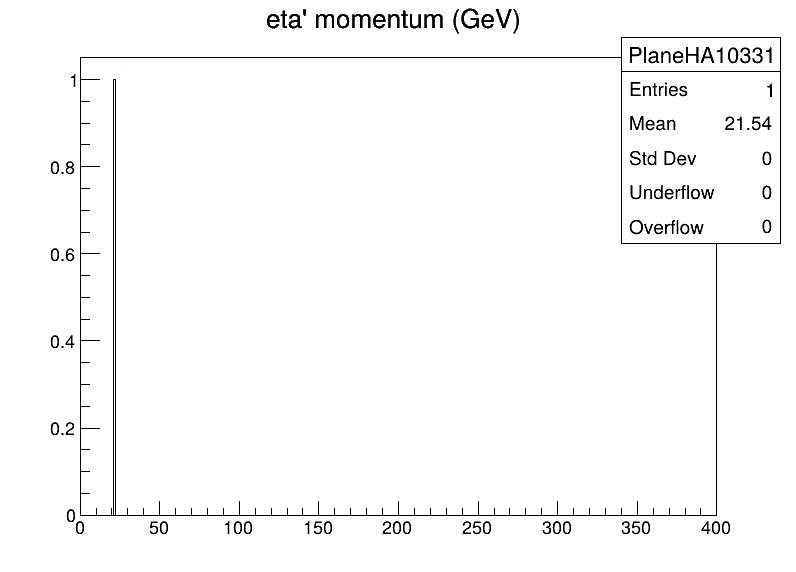 eta' momentum (GeV)
PlaneHA10331
Entries 1
Mean 21.54
Std Dev 0
Underflow 0
Overflow 0
1
0.8
0.6
0.4
0.2
0
0 50 100 150 200 250 300 350 400